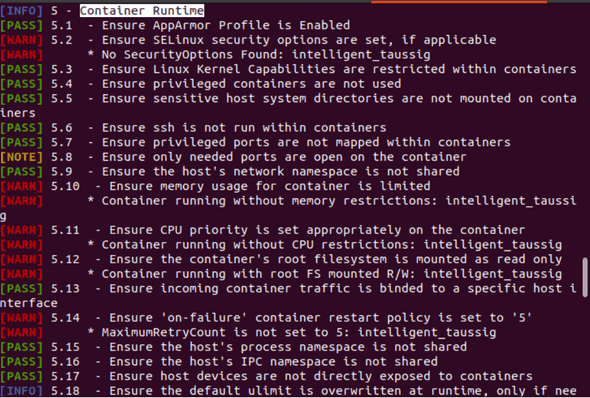 [INFO] 5 - Container Runtime
[PASS] 5.1 - Ensure AppArmor Profile is Enabled
[WARN] 5.2 - Ensure SELinux security options are set, if applicable
[WARN] * No SecurityOptions Found: intelligent_taussig
[PASS] 5.3 - Ensure Linux Kernel Capabilities are restricted within containers
[PASS] 5.4 - Ensure privileged containers are not used
[PASS] 5.5 - Ensure sensitive host system directories are not mounted on conta
iners
[PASS] 5.6 - Ensure ssh is not run within containers
[PASS] 5.7 - Ensure privileged ports are not mapped within containers
[NOTE] 5.8 - Ensure only needed ports are open on the container
[PASS] 5.9 - Ensure the host's network namespace is not shared
[WARN] 5.10 - Ensure memory usage for container is limited
[WARN] * Container running without memory restrictions: intelligent_taussi
g
[WARN] 5.11 - Ensure CPU priority is set appropriately on the container
[WARN] * Container running without CPU restrictions: intelligent_taussig
[WARN] 5.12 - Ensure the container's root filesystem is mounted as read only
[WARN] * Container running with root FS mounted R/W: intelligent_taussig
[PASS] 5.13 - Ensure incoming container traffic is binded to a specific host i
nterface
[WARN] 5.14 - Ensure 'on-failure' container restart policy is set to '5'
[WARN] * MaximumRetryCount is not set to 5: intelligent_taussig
[PASS] 5.15 - Ensure the host's process namespace is not shared
[PASS] 5.16 - Ensure the host's IPC namespace is not shared
[PASS] 5.17 - Ensure host devices are not directly exposed to containers
[INFO] 5.18 - Ensure the default ulimit is overwritten at runtime, only if nee